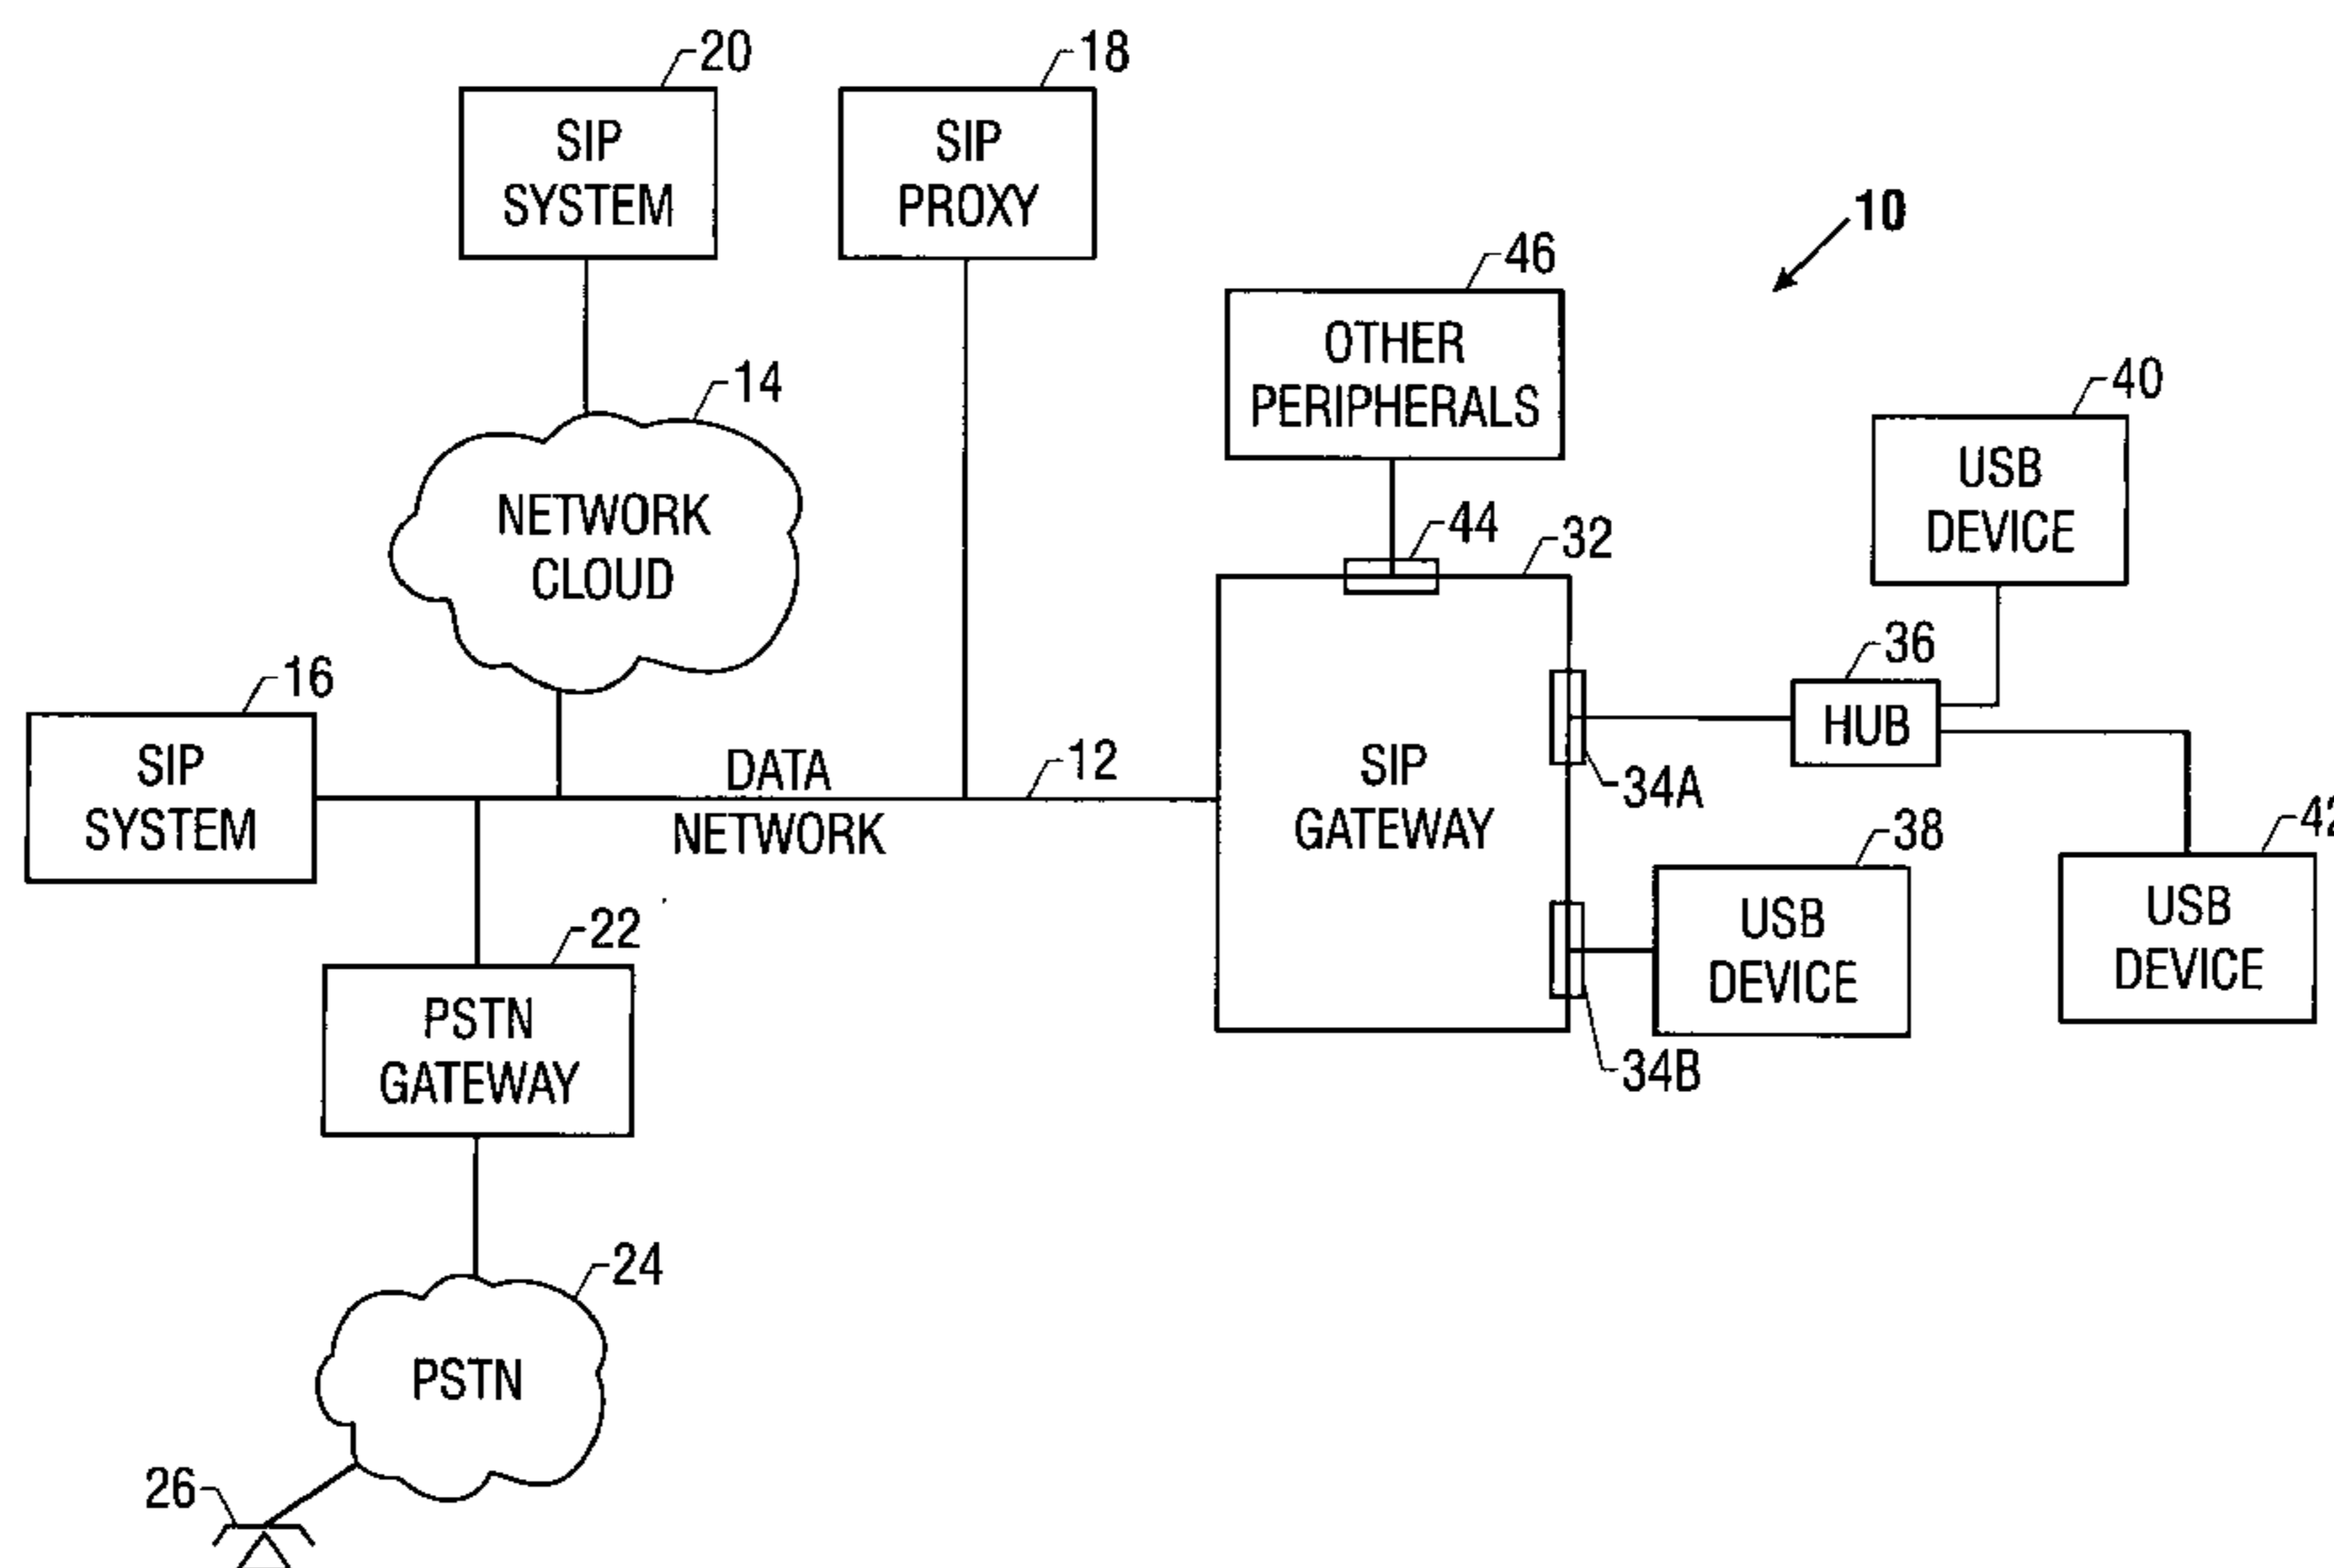 20
18
SIP
SYSTEM
SIP
PROXY
10
46
OTHER
PERIPHERALS
14
40
USB
DEVICE
NETWORK
CLOUD
44
32
36
HUB
16
SIP
SYSTEM
DATA
NETWORK
12
SIP
GATEWAY
34A
38
USB
DEVICE
42
USB
DEVICE
34B
22
PSTN
GATEWAY
24
PSTN
26